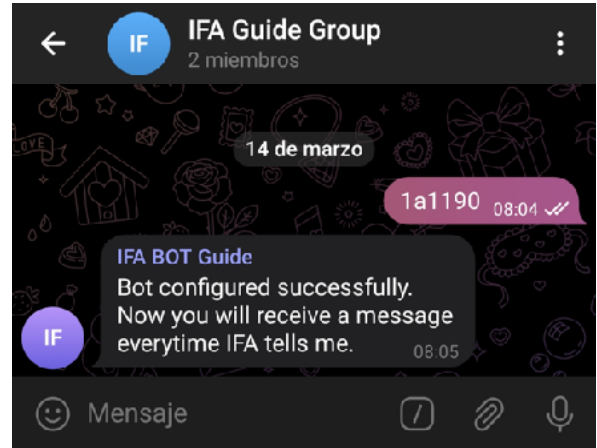 IF
IFA Guide Group
2 miembros
LOVE
14 de marzo
1a1190 08:04
IFA BOT Guide
Bot configured successfully.
Now you will receive a message
everytime IFA tells me. 08:05
IF
Mensaje